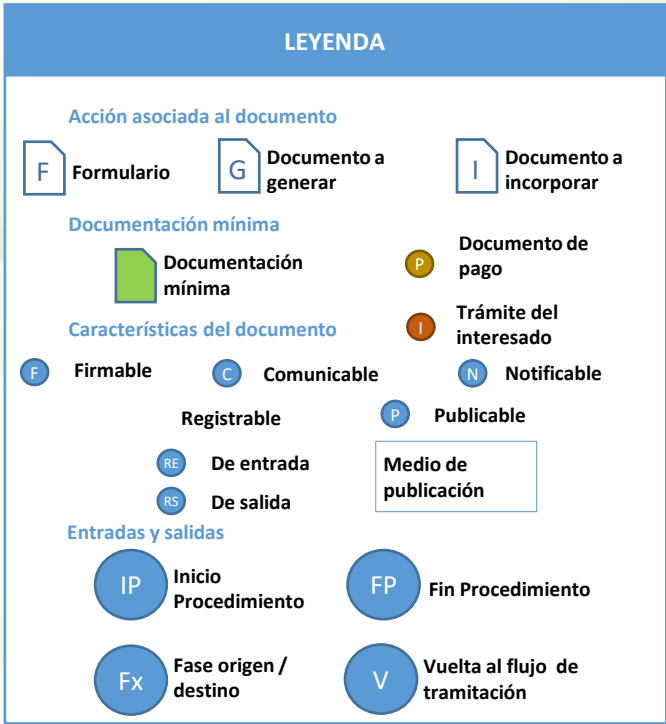 LEYENDA
Acción asociada al documento
F
Formulario
G
Documento a
generar
I
Documento a
incorporar
Documentación mínima
Documentación
mínima
P
Documento de
pago
I
Trámite del
interesado
Características del documento
F
Firmable
C
Comunicable
N
Notificable
Registrable
P
Publicable
RE
De entrada
RS
De salida
Medio de
publicación
Entradas y salidas
IP
Inicio
Procedimiento
FP
Fin Procedimiento
Fx
Fase origen /
destino
V
Vuelta al flujo de
tramitación